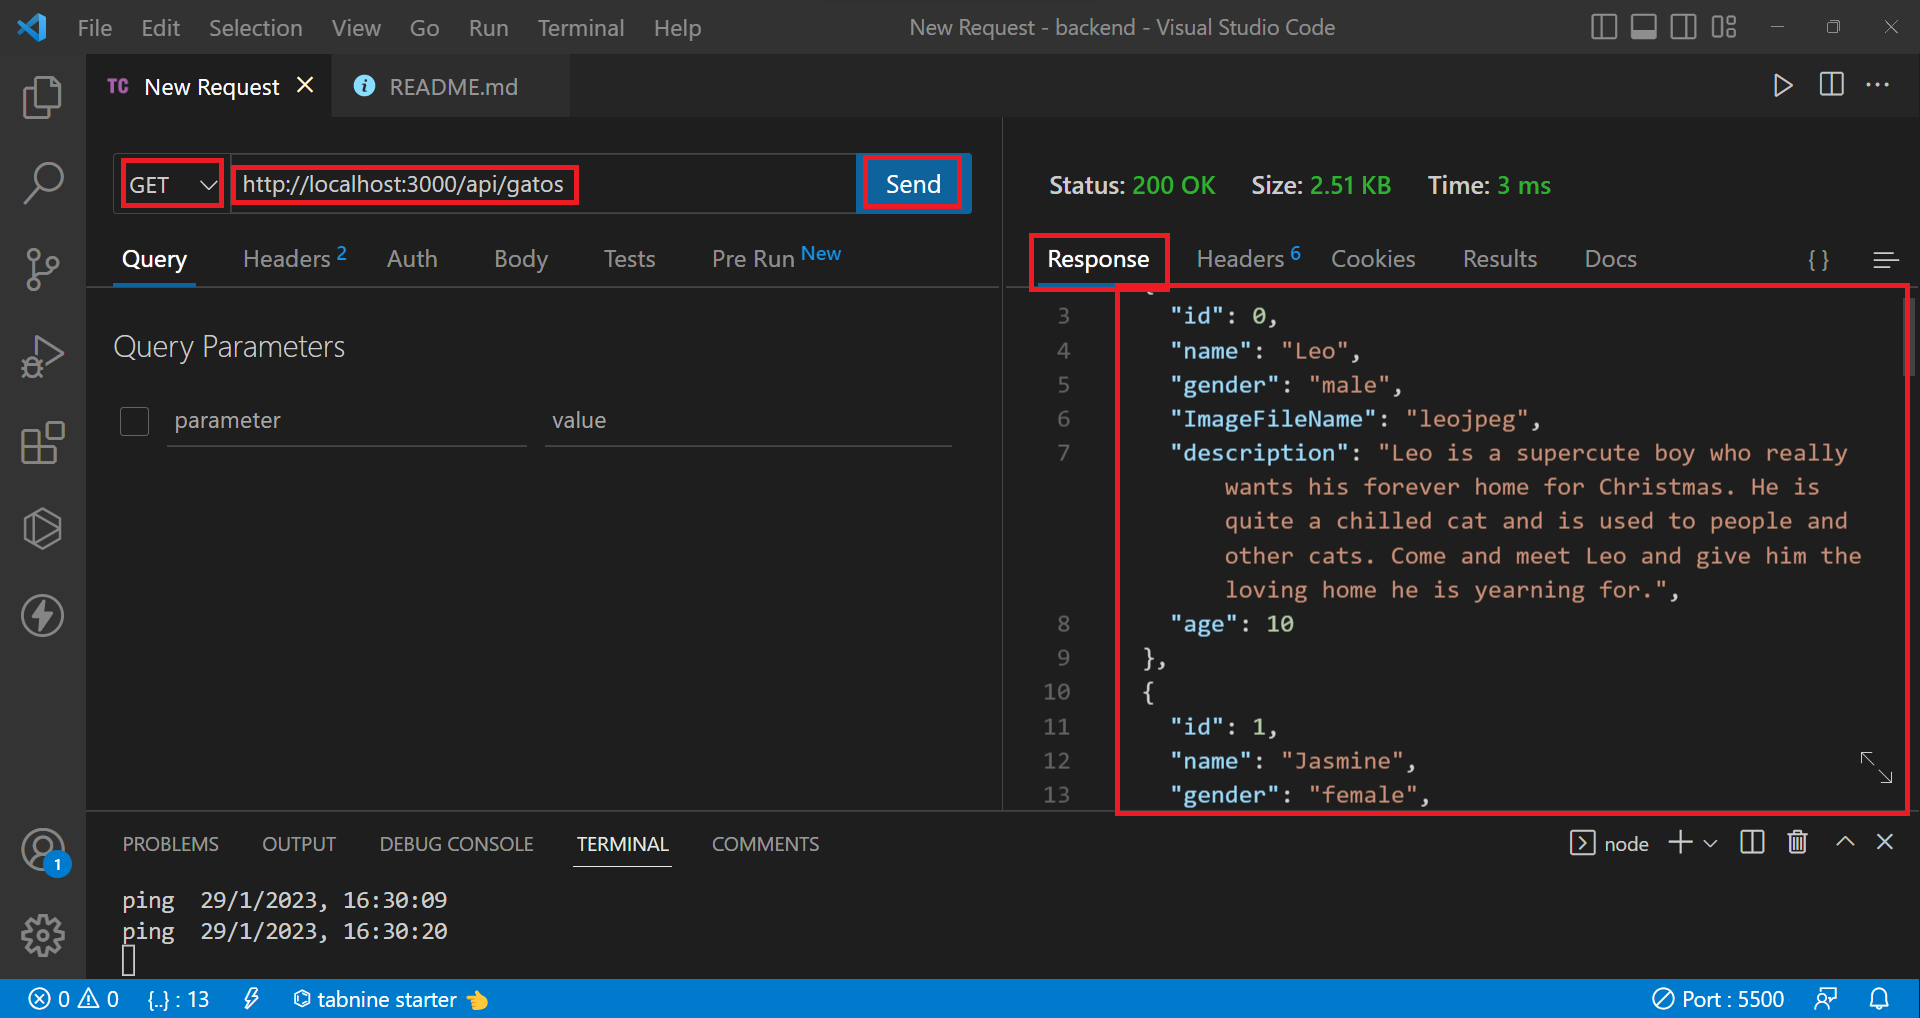 File Edit Selection View Go Run Terminal Help
New Request - backend - Visual Studio Code
TC New Request
README.md
GET
http://localhost:3000/api/gatos
Send
Query Headers 2 Auth Body Tests Pre Run New
Query Parameters
parameter value
Status: 200 OK Size: 2.51 KB Time: 3 ms
Response Headers 6 Cookies Results Docs { }
3 "id": 0,
4 "name": "Leo",
5 "gender": "male",
6 "ImageFileName": "leojpeg",
7 "description": "Leo is a supercute boy who really
wants his forever home for Christmas. He is
quite a chilled cat and is used to people and
other cats. Come and meet Leo and give him the
loving home he is yearning for.",
8 "age": 10
9 },
10 {
11 "id": 1,
12 "name": "Jasmine",
13 "gender": "female",
PROBLEMS OUTPUT DEBUG CONSOLE TERMINAL COMMENTS
node
ping 29/1/2023, 16:30:09
ping 29/1/2023, 16:30:20
1
0 0 {..} : 13 tabnine starter 👈 Port : 5500